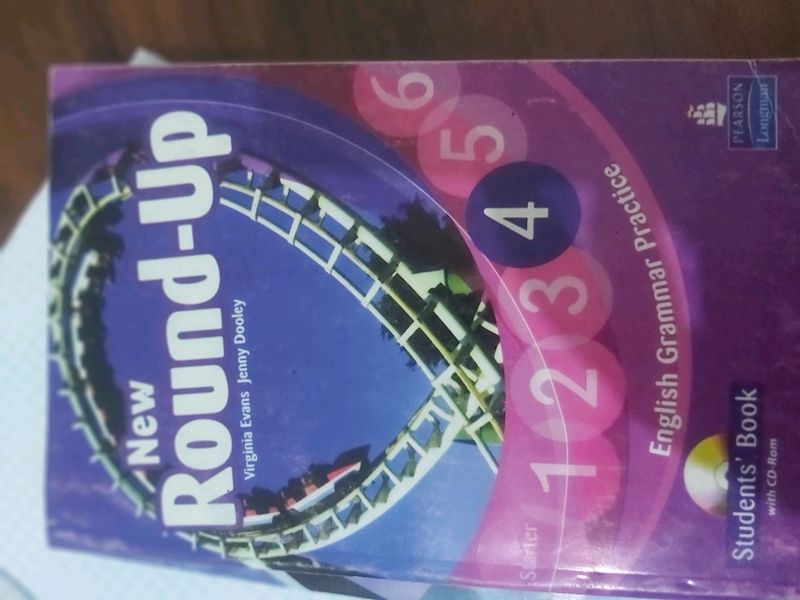 New
Round-Up
Virginia Evans Jenny Dooley
Starter
1
2
3
4
5
6
English Grammar Practice
Students' Book
with CD-Rom
PEARSON
Longman